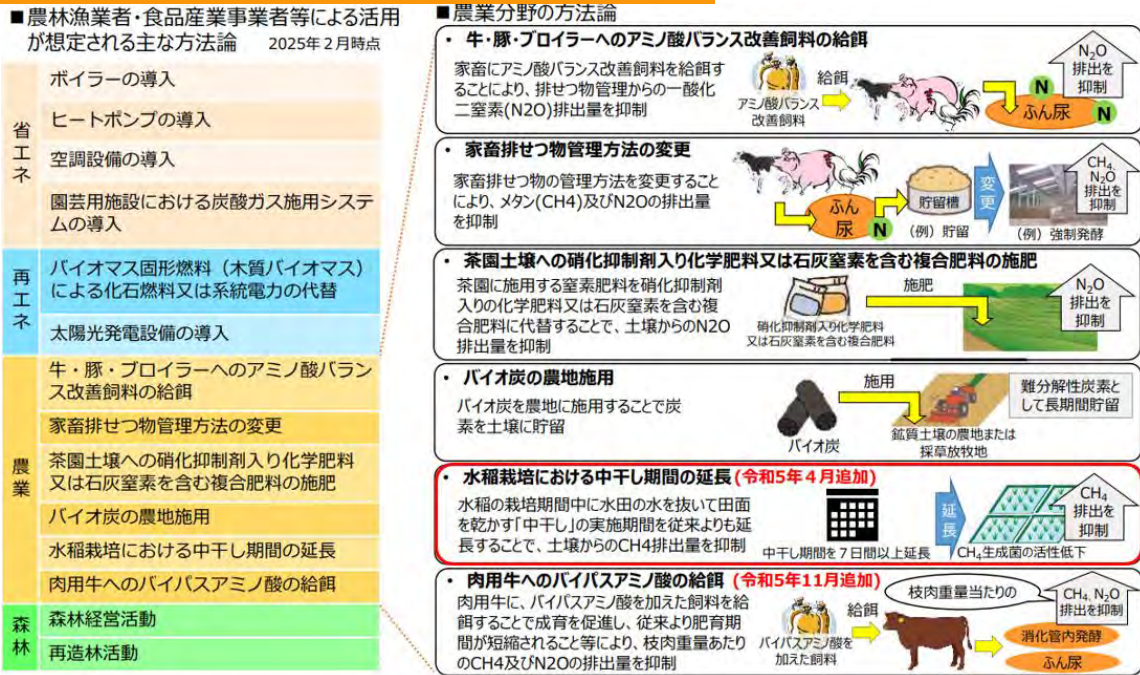 ■農林漁業者・食品産業事業者等による活用
が想定される主な方法論 2025年2月時点
省エネ
ボイラーの導入
ヒートポンプの導入
空調設備の導入
園芸用施設における炭酸ガス施用システ
ムの導入
再エネ
バイオマス固形燃料（木質バイオマス）
による化石燃料又は系統電力の代替
太陽光発電設備の導入
農業
牛・豚・ブロイラーへのアミノ酸バラン
ス改善飼料の給餌
家畜排せつ物管理方法の変更
茶園土壌への硝化抑制剤入り化学肥料
又は石灰窒素を含む複合肥料の施肥
バイオ炭の農地施用
水稲栽培における中干し期間の延長
肉用牛へのバイパスアミノ酸の給餌
森林
森林経営活動
再造林活動
■農業分野の方法論
・ 牛・豚・ブロイラーへのアミノ酸バランス改善飼料の給餌
家畜にアミノ酸バランス改善飼料を給餌す
ることにより、排せつ物管理からの一酸化
二窒素(N2O)排出量を抑制
アミノ酸バランス
改善飼料
給餌
N
ふん尿
N
N2O
排出を
抑制
・ 家畜排せつ物管理方法の変更
家畜排せつ物の管理方法を変更すること
により、メタン(CH4)及びN2Oの排出量
を抑制
ふん
尿
N
貯留槽
（例）貯留
変更
（例）強制発酵
CH4,
N2O
排出を
抑制
・ 茶園土壌への硝化抑制剤入り化学肥料又は石灰窒素を含む複合肥料の施肥
茶園に施用する窒素肥料を硝化抑制剤
入りの化学肥料又は石灰窒素を含む複
合肥料に代替することで、土壌からのN2O
排出量を抑制
硝化抑制剤入り化学肥料
又は石灰窒素を含む複合肥料
施肥
N2O
排出を
抑制
・ バイオ炭の農地施用
バイオ炭を農地に施用することで炭
素を土壌に貯留
バイオ炭
施用
鉱質土壌の農地または
採草放牧地
難分解性炭素と
して長期間貯留
・ 水稲栽培における中干し期間の延長(令和5年4月追加)
水稲の栽培期間中に水田の水を抜いて田面
を乾かす「中干し」の実施期間を従来よりも延
長することで、土壌からのCH4排出量を抑制
中干し期間を7日間以上延長
延長
CH4生成菌の活性低下
CH4
排出を
抑制
・ 肉用牛へのバイパスアミノ酸の給餌 (令和5年11月追加)
肉用牛に、バイパスアミノ酸を加えた飼料を給
餌することで成育を促進し、従来より肥育期
間が短縮されること等により、枝肉重量あたり
のCH4及びN2Oの排出量を抑制
バイパスアミノ酸を
加えた飼料
給餌
枝肉重量当たりの
CH4, N2O
排出を抑制
消化管内発酵
ふん尿